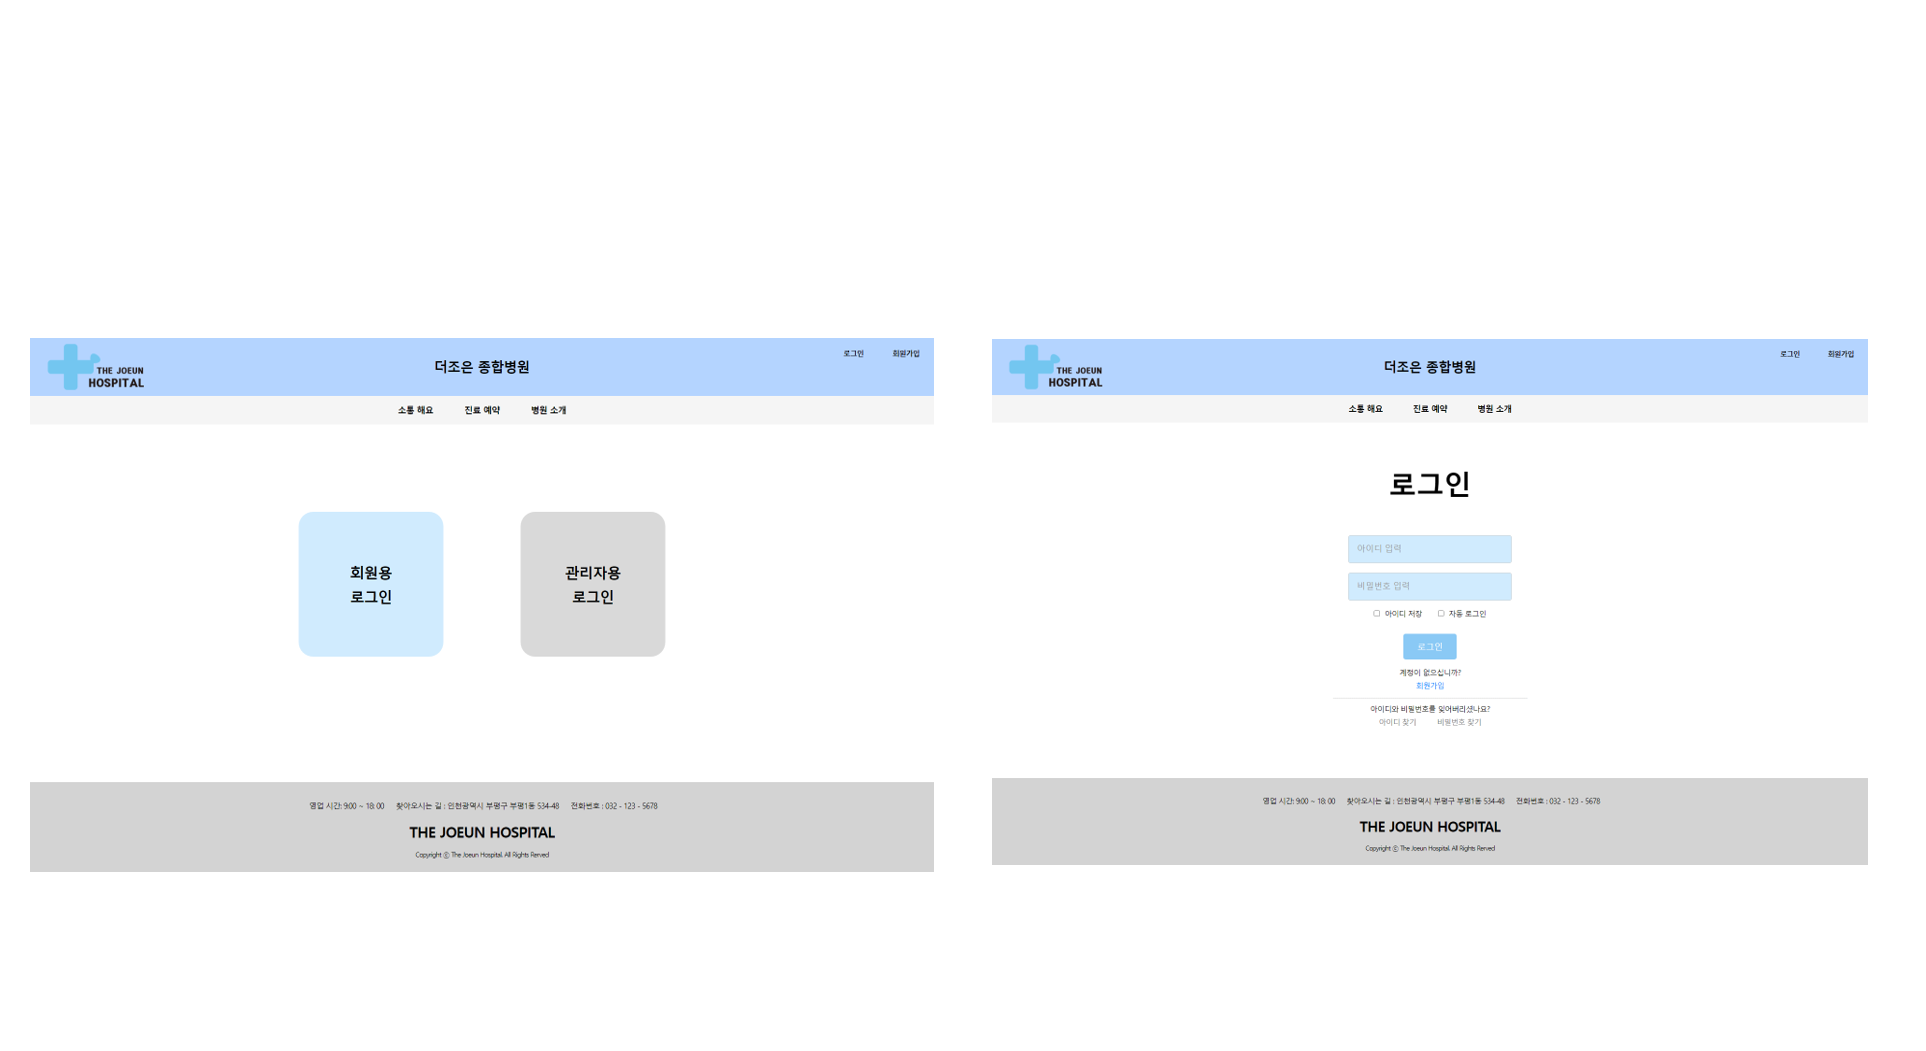 THE JOEUN
HOSPITAL
더조은 종합병원
로그인 회원가입
소통 해요 진료 예약 병원 소개
회원용
로그인
관리자용
로그인
영업 시간: 9:00 ~ 18: 00 찾아오시는 길 : 인천광역시 부평구 부평1동 534-48 전화번호 : 032 - 123 - 5678
THE JOEUN HOSPITAL
Copyright ⓒ The Joeun Hospital. All Rights Rerved
THE JOEUN
HOSPITAL
더조은 종합병원
로그인 회원가입
소통 해요 진료 예약 병원 소개
로그인
아이디 입력
비밀번호 입력
아이디 저장 자동 로그인
로그인
계정이 없으십니까?
회원가입
아이디와 비밀번호를 잊어버리셨나요?
아이디 찾기 비밀번호 찾기
영업 시간: 9:00 ~ 18: 00 찾아오시는 길 : 인천광역시 부평구 부평1동 534-48 전화번호 : 032 - 123 - 5678
THE JOEUN HOSPITAL
Copyright ⓒ The Joeun Hospital. All Rights Rerved